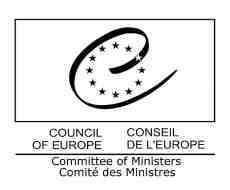 COUNCIL CONSEIL
OF EUROPE DE L'EUROPE
Committee of Ministers
Comité des Ministres